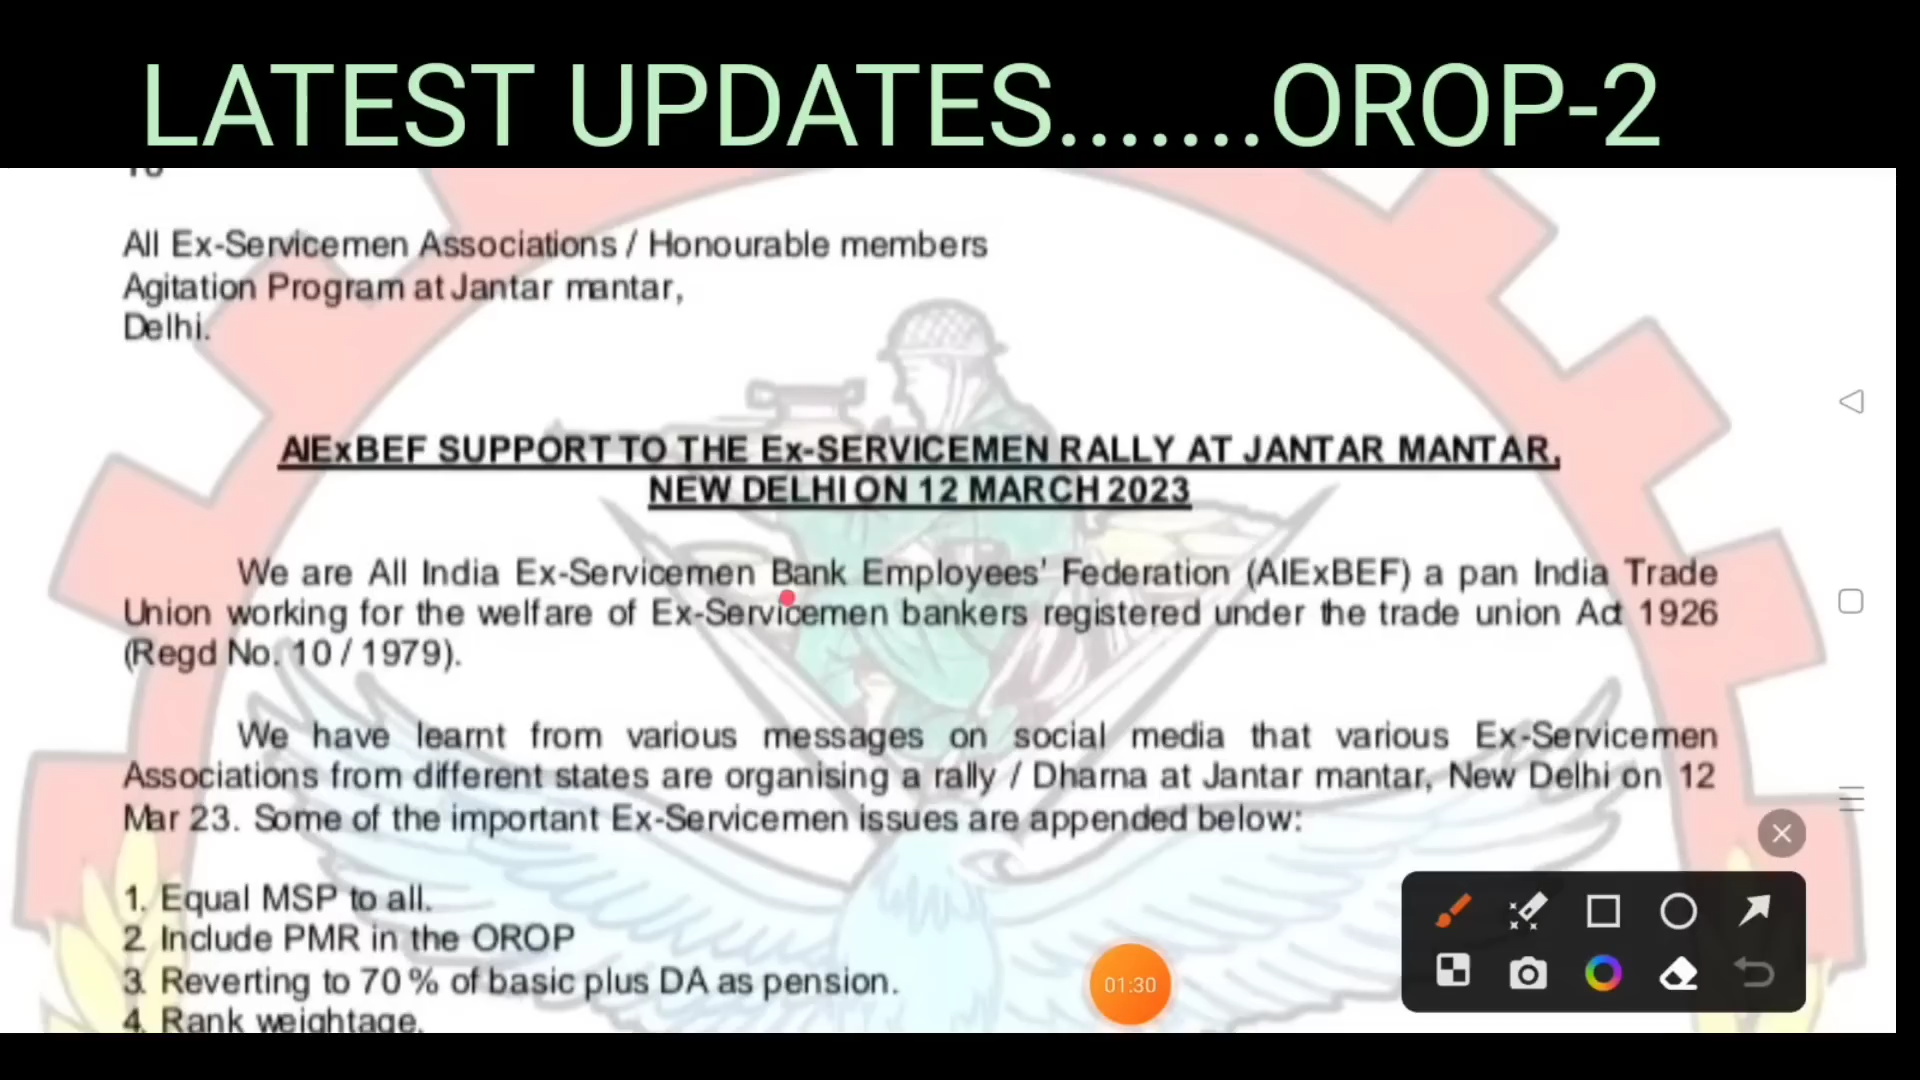 LATEST UPDATES.......OROP-2
To
All Ex-Servicemen Associations / Honourable members
Agitation Program at Jantar mantar,
Delhi.
AIExBEF SUPPORT TO THE Ex-SERVICEMEN RALLY AT JANTAR MANTAR,
NEW DELHI ON 12 MARCH 2023
We are All India Ex-Servicemen Bank Employees' Federation (AIExBEF) a pan India Trade
Union working for the welfare of Ex-Servicemen bankers registered under the trade union Act 1926
(Regd No. 10 / 1979).
We have learnt from various messages on social media that various Ex-Servicemen
Associations from different states are organising a rally / Dharna at Jantar mantar, New Delhi on 12
Mar 23. Some of the important Ex-Servicemen issues are appended below:
1. Equal MSP to all.
2. Include PMR in the OROP
3. Reverting to 70 % of basic plus DA as pension.
4. Rank weightage.
01:30